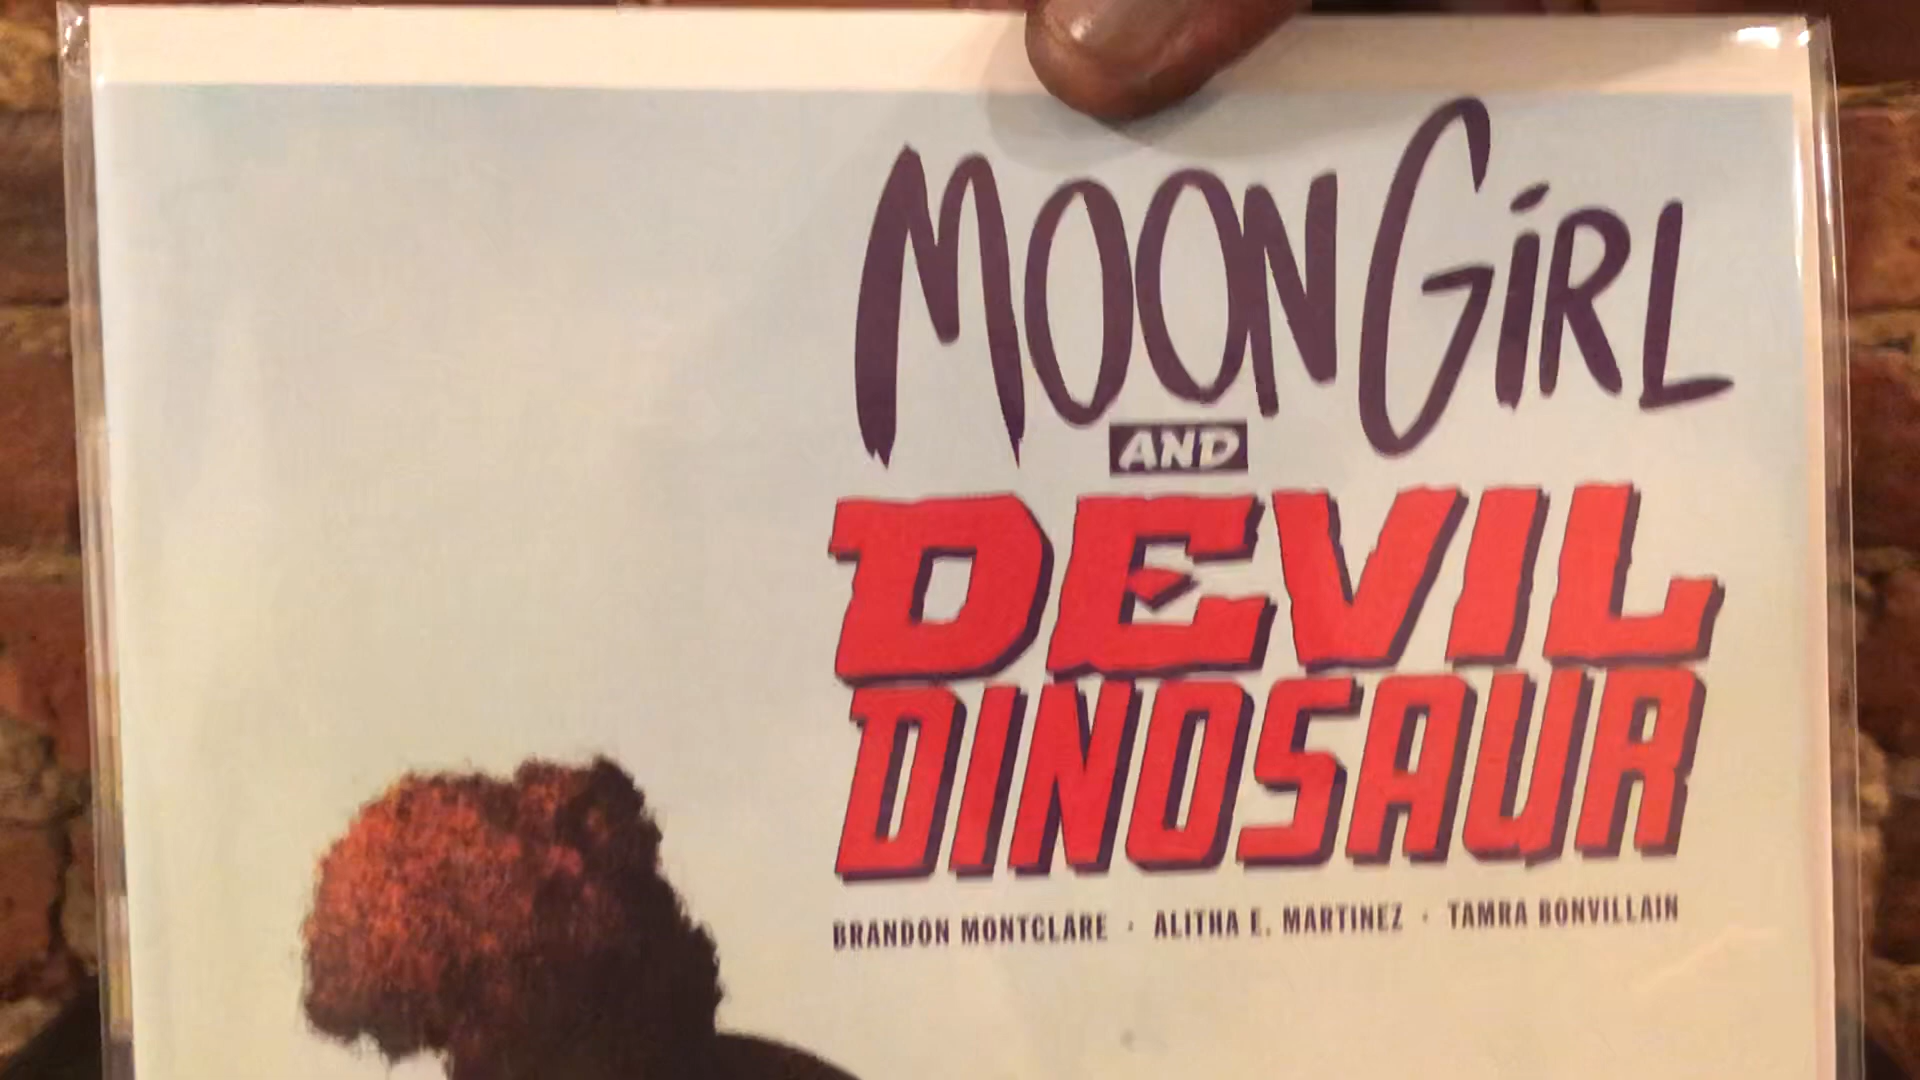 MOON GiRL
AND
DEVIL
DINOSAUR
BRANDON MONTCLARE · ALITHA E. MARTINEZ · TAMRA BONVILLAIN